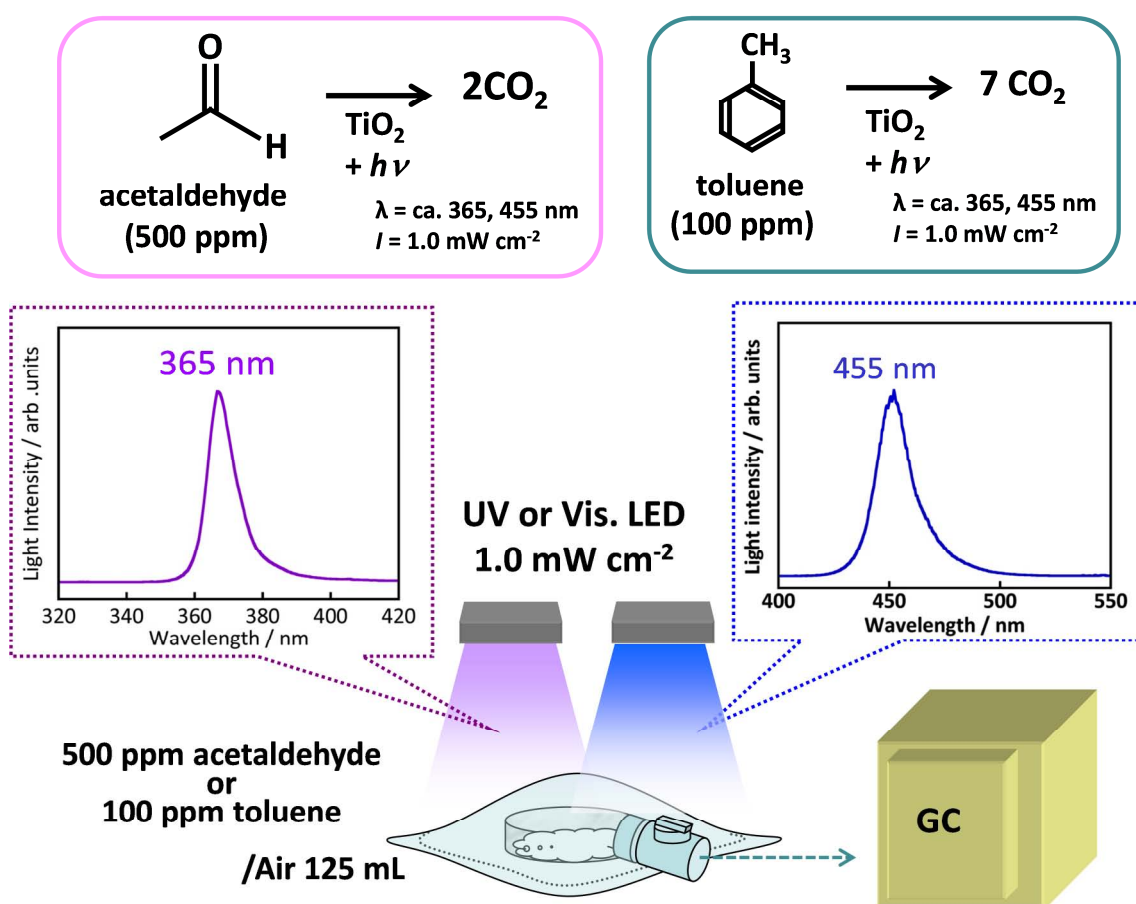 O
H
acetaldehyde
(500 ppm)
TiO₂
+ hν
2CO₂
λ = ca. 365, 455 nm
I = 1.0 mW cm⁻²
CH₃
toluene
(100 ppm)
TiO₂
+ hν
7 CO₂
λ = ca. 365, 455 nm
I = 1.0 mW cm⁻²
365 nm
Light Intensity / arb .units
320 340 360 380 400 420
Wavelength / nm
455 nm
Light intensity / arb. units
400 450 500 550
Wavelength / nm
UV or Vis. LED
1.0 mW cm⁻²
500 ppm acetaldehyde
or
100 ppm toluene
/Air 125 mL
GC